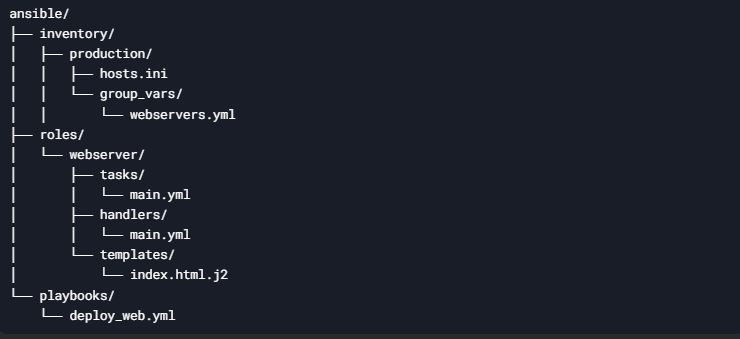 ansible/
├── inventory/
│   ├── production/
│   │   ├── hosts.ini
│   │   └── group_vars/
│   │       └── webservers.yml
├── roles/
│   └── webserver/
│       ├── tasks/
│       │   └── main.yml
│       ├── handlers/
│       │   └── main.yml
│       └── templates/
│           └── index.html.j2
└── playbooks/
    └── deploy_web.yml